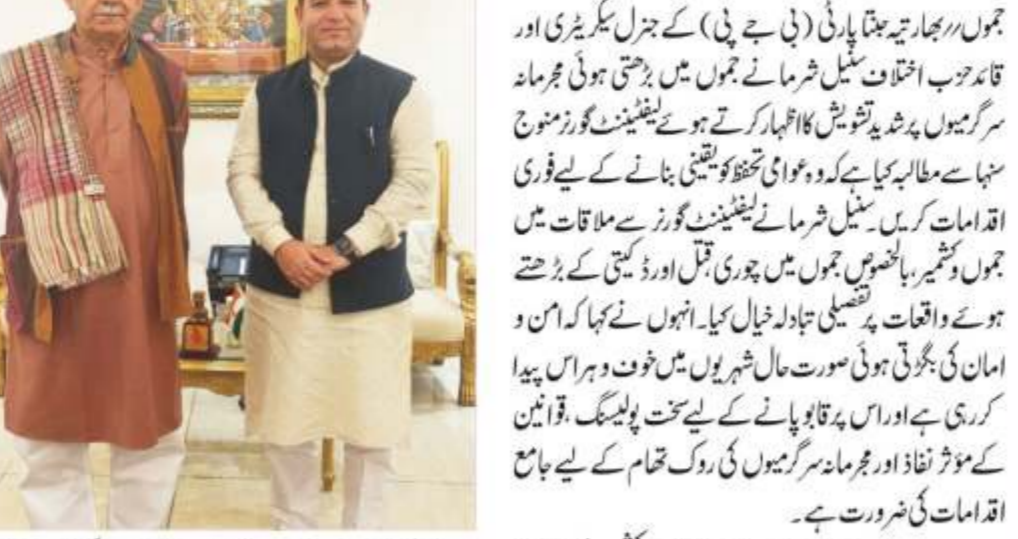 جموں//بھارتیہ جنتا پارٹی (بی جے پی) کے جنرل سیکریٹری اور
قائد حزب اختلاف سنیل شرما نے جموں میں بڑھتی ہوئی مجرمانہ
سرگرمیوں پر شدید تشویش کا اظہار کرتے ہوئے لیفٹیننٹ گورنر منوج
سنہا سے مطالبہ کیا ہے کہ وہ عوامی تحفظ کو یقینی بنانے کے لیے فوری
اقدامات کریں۔ سنیل شرما نے لیفٹیننٹ گورنر سے ملاقات میں
جموں وکشمیر، بالخصوص جموں میں چوری، قتل اور ڈکیتی کے بڑھتے
ہوئے واقعات پر تفصیلی تبادلہ خیال کیا۔ انہوں نے کہا کہ امن و
امان کی بگڑتی ہوئی صورت حال شہریوں میں خوف و ہراس پیدا
کر رہی ہے اور اس پر قابو پانے کے لیے سخت پولیسنگ، قوانین
کے مؤثر نفاذ اور مجرمانہ سرگرمیوں کی روک تھام کے لیے جامع
اقدامات کی ضرورت ہے۔